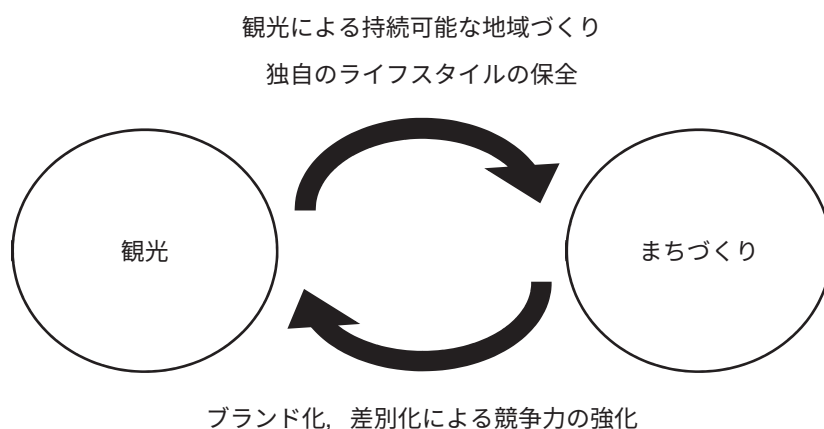 観光による持続可能な地域づくり
独自のライフスタイルの保全
観光
まちづくり
ブランド化，差別化による競争力の強化